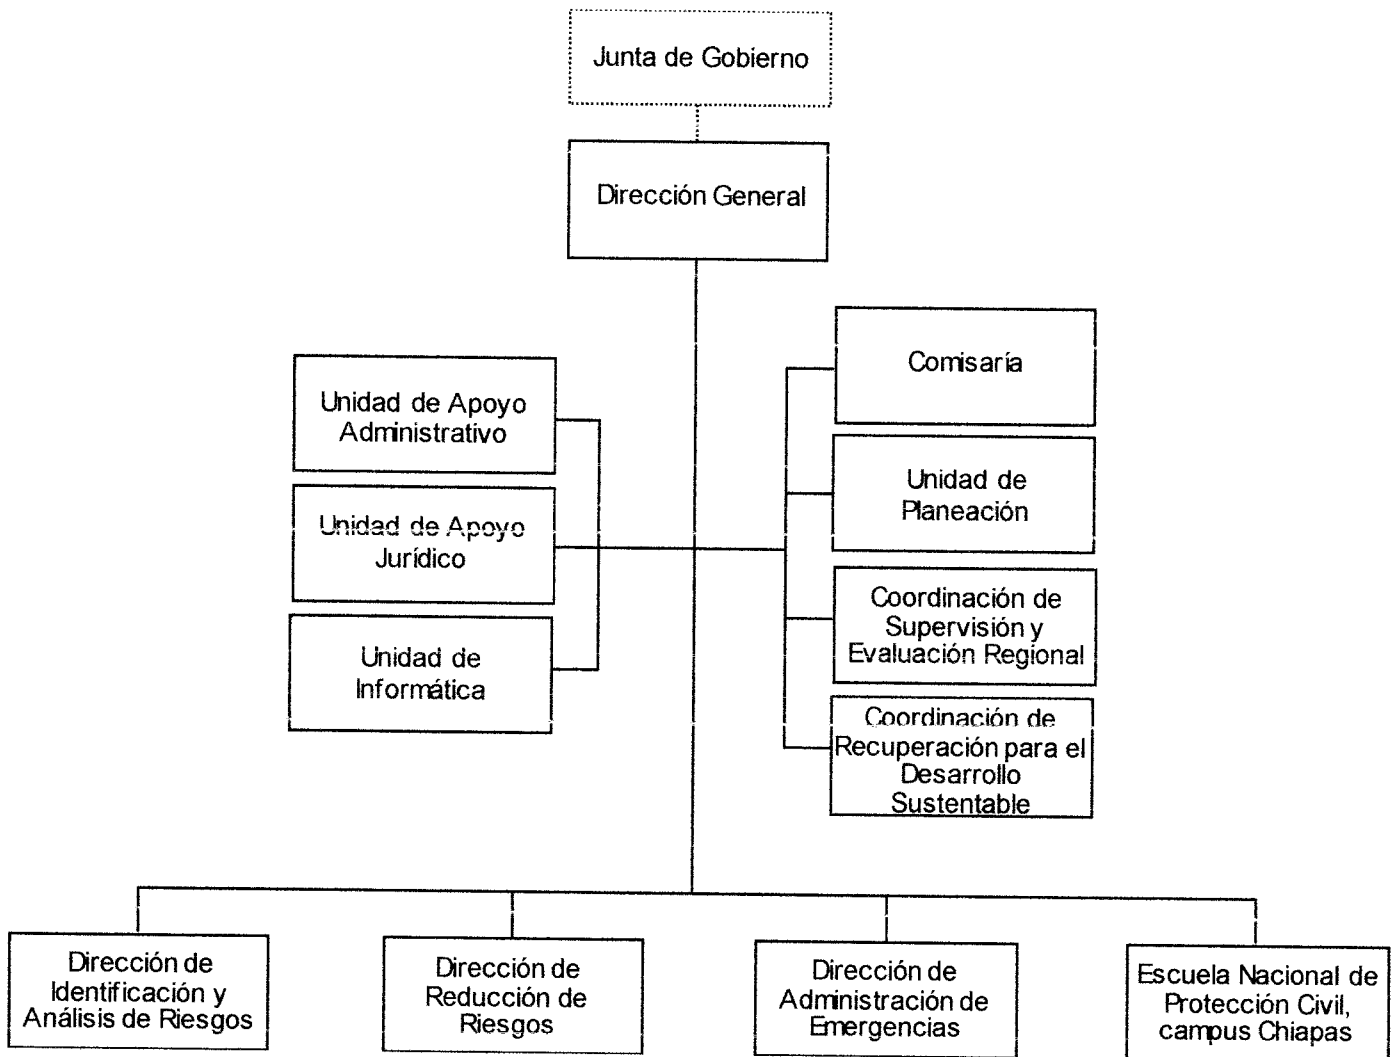 Junta de Gobierno
Dirección General
Unidad de Apoyo
Administrativo
Unidad de Apoyo
Jurídico
Unidad de
Informática
Comisaría
Unidad de
Planeación
Coordinación de
Supervisión y
Evaluación Regional
Coordinación de
Recuperación para el
Desarrollo
Sustentable
Dirección de
Identificación y
Análisis de Riesgos
Dirección de
Reducción de
Riesgos
Dirección de
Administración de
Emergencias
Escuela Nacional de
Protección Civil,
campus Chiapas